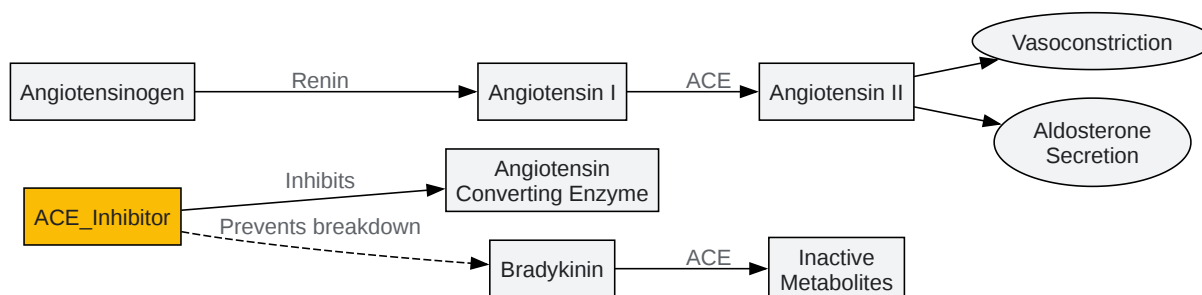 Vasoconstriction
Angiotensinogen
Renin
Angiotensin I
ACE
Angiotensin II
Aldosterone
Secretion
ACE_Inhibitor
Inhibits
Angiotensin
Converting Enzyme
Prevents breakdown
Bradykinin
ACE
Inactive
Metabolites